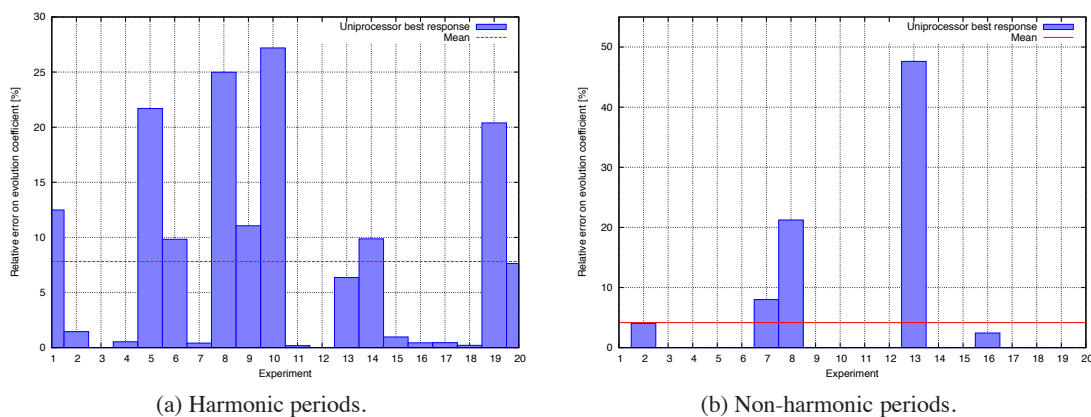 Uniprocessor best response
Mean
Relative error on evolution coefficient [%]
30
25
20
15
10
5
0
1 2 3 4 5 6 7 8 9 10 11 12 13 14 15 16 17 18 19 20
Experiment
(a) Harmonic periods.
Uniprocessor best response
Mean
Relative error on evolution coefficient [%]
50
40
30
20
10
0
1 2 3 4 5 6 7 8 9 10 11 12 13 14 15 16 17 18 19 20
Experiment
(b) Non-harmonic periods.